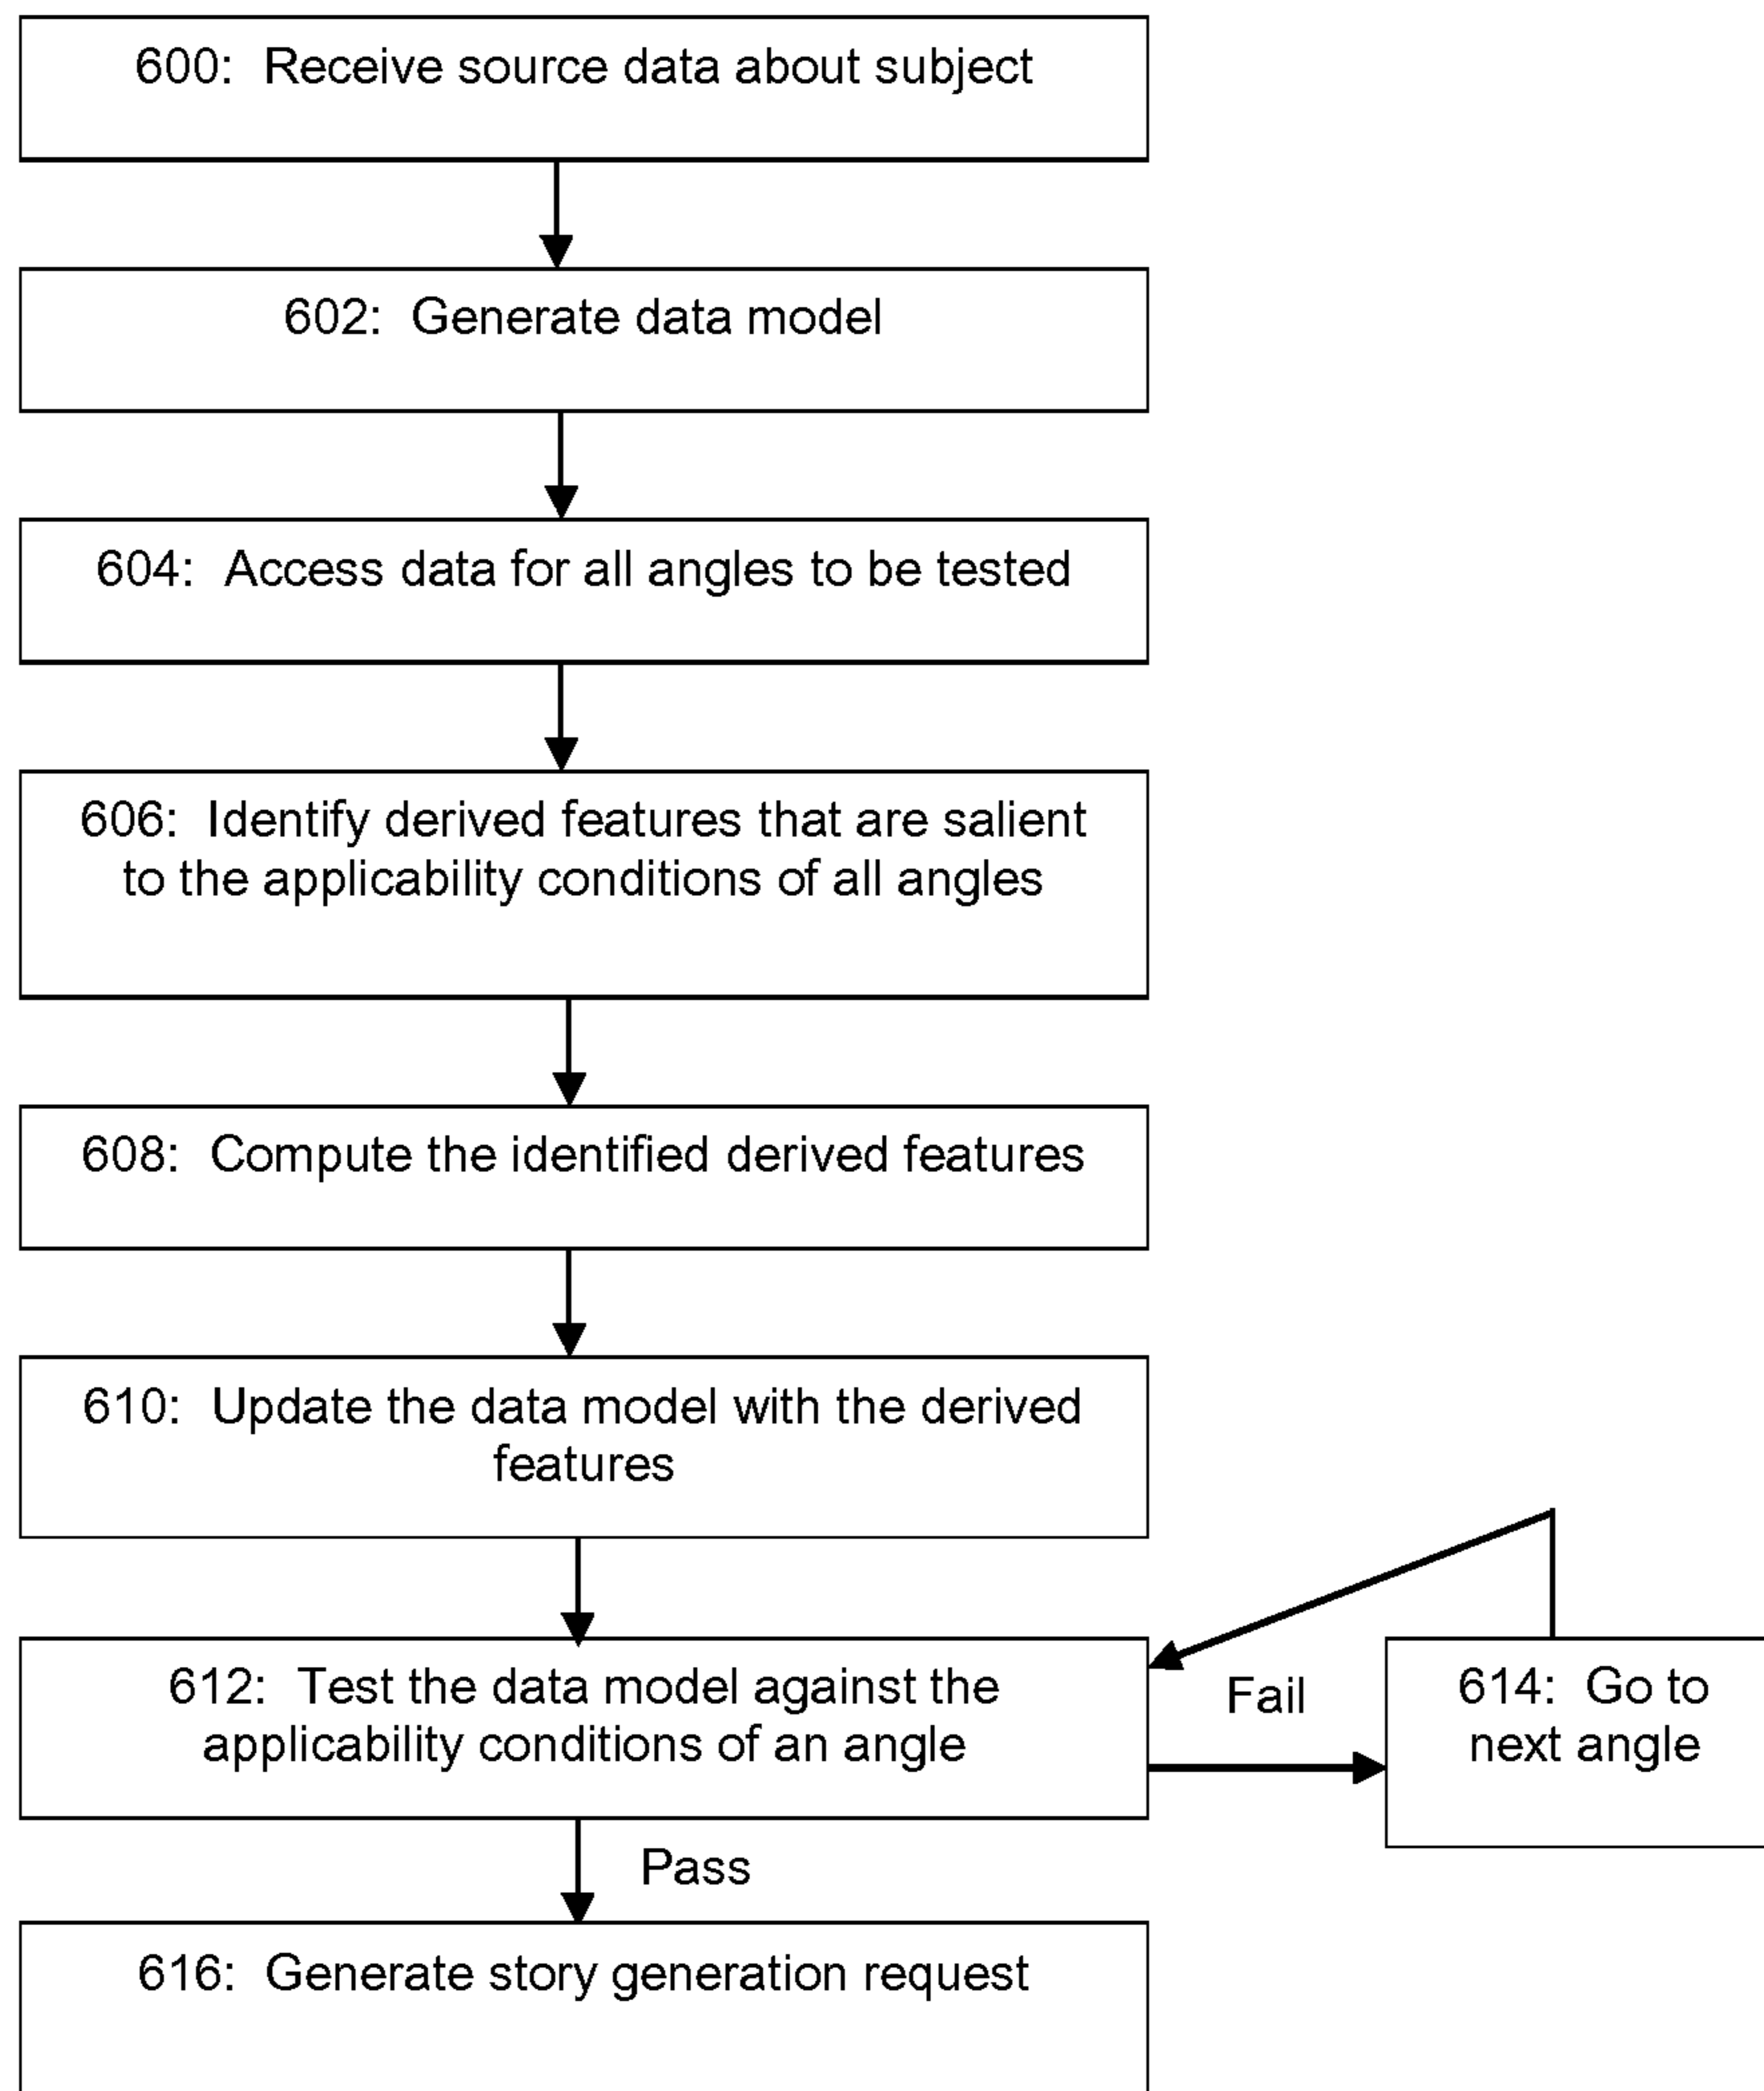 600: Receive source data about subject
602: Generate data model
604: Access data for all angles to be tested
606: Identify derived features that are salient
to the applicability conditions of all angles
608: Compute the identified derived features
610: Update the data model with the derived
features
612: Test the data model against the
applicability conditions of an angle
Fail
614: Go to
next angle
Pass
616: Generate story generation request